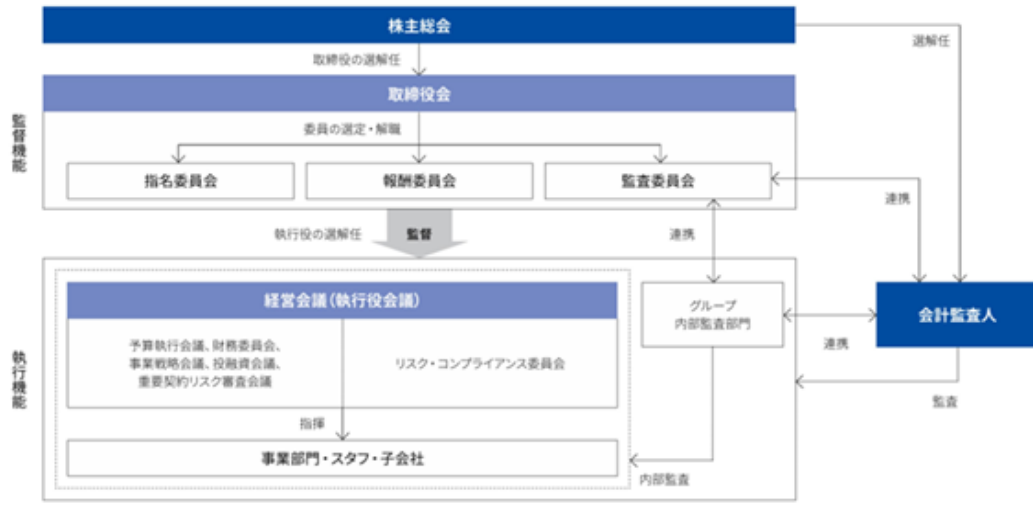 株主総会
選解任
取締役の選解任
取締役会
監督機能
委員の選定・解職
指名委員会
報酬委員会
監査委員会
連携
執行役の選解任
監督
連携
経営会議(執行役会議)
グループ
内部監査部門
会計監査人
予算執行会議、財務委員会、
事業戦略会議、投融資会議、
重要契約リスク審査会議
リスク・コンプライアンス委員会
連携
執行機能
監査
指揮
事業部門・スタッフ・子会社
内部監査